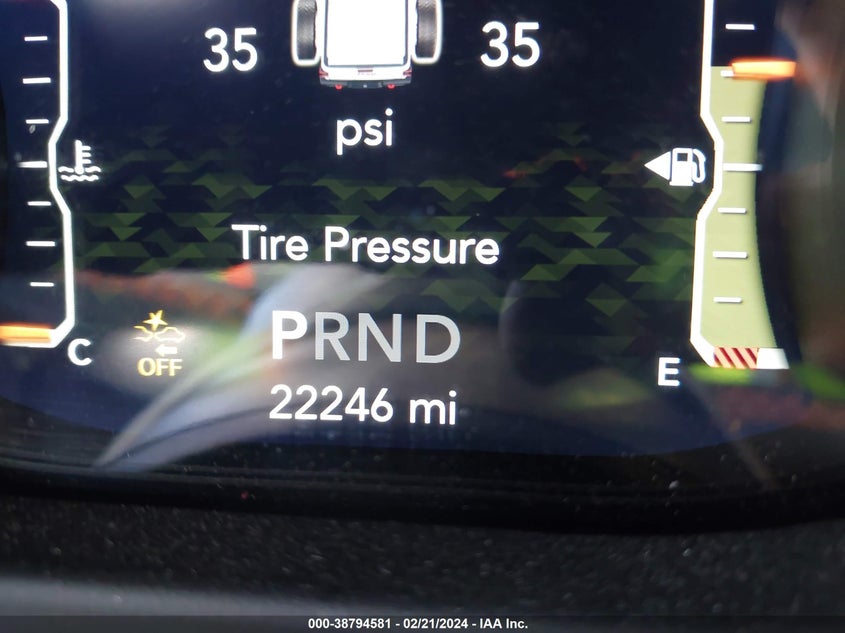 35 35
psi
Tire Pressure
PRND
C OFF E
22246 mi
000-38794581 - 02/21/2024 - IAA Inc.